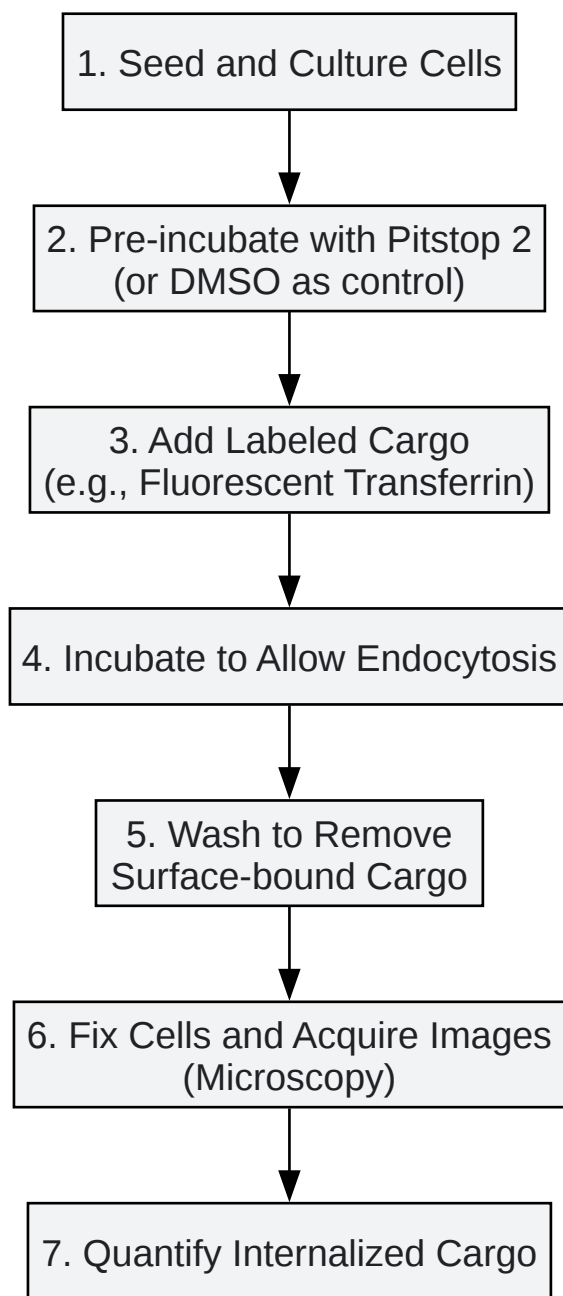 1. Seed and Culture Cells
2. Pre-incubate with Pitstop 2
(or DMSO as control)
3. Add Labeled Cargo
(e.g., Fluorescent Transferrin)
4. Incubate to Allow Endocytosis
5. Wash to Remove
Surface-bound Cargo
6. Fix Cells and Acquire Images
(Microscopy)
7. Quantify Internalized Cargo